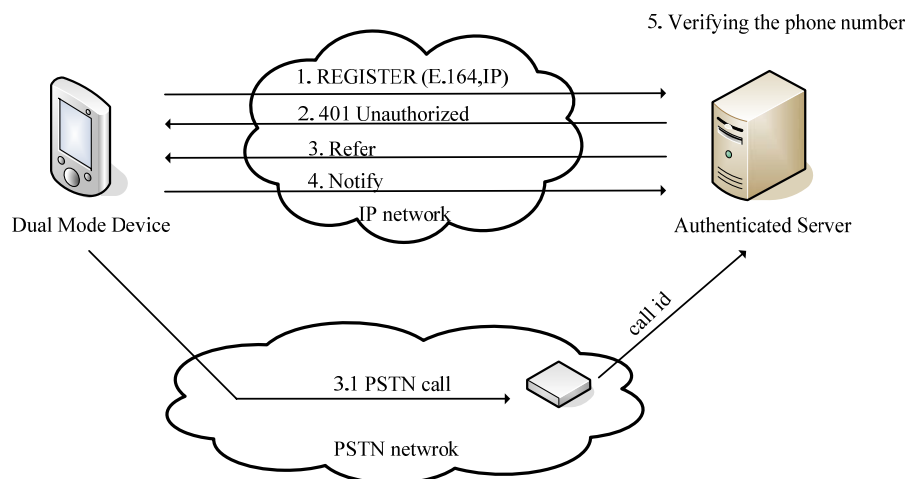 5. Verifying the phone number
1. REGISTER (E.164,IP)
2. 401 Unauthorized
3. Refer
4. Notify
IP network
Dual Mode Device
Authenticated Server
call id
3.1 PSTN call
PSTN netwrok